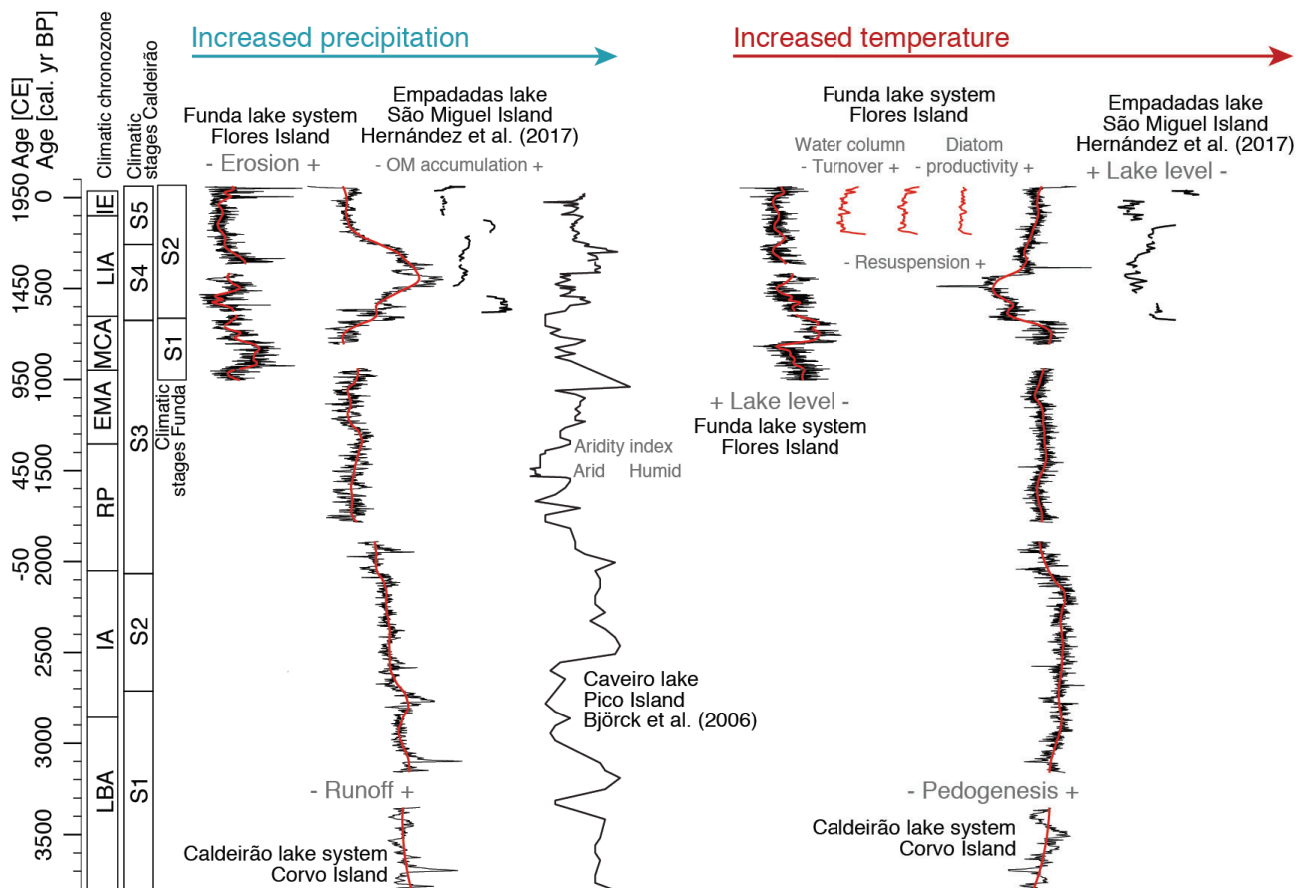 Increased precipitation
Increased temperature
Age [CE]
Age [cal. yr BP]
Climatic chronozone
Climatic
stages Caldeirão
Funda lake system
Flores Island
- Erosion +
Empadadas lake
São Miguel Island
Hernández et al. (2017)
- OM accumulation +
Funda lake system
Flores Island
Water column
- Turnover +
Diatom
- productivity +
Empadadas lake
São Miguel Island
Hernández et al. (2017)
+ Lake level -
1950
0
IE
S5
S2
LIA
S4
- Resuspension +
1450
500
MCA
S1
950
1000
EMA
S3
Climatic
stages Funda
+ Lake level -
Funda lake system
Flores Island
Aridity index
Arid Humid
450
1500
RP
-50
2000
IA
S2
2500
Caveiro lake
Pico Island
Björck et al. (2006)
3000
LBA
S1
- Runoff +
- Pedogenesis +
3500
Caldeirão lake system
Corvo Island
Caldeirão lake system
Corvo Island